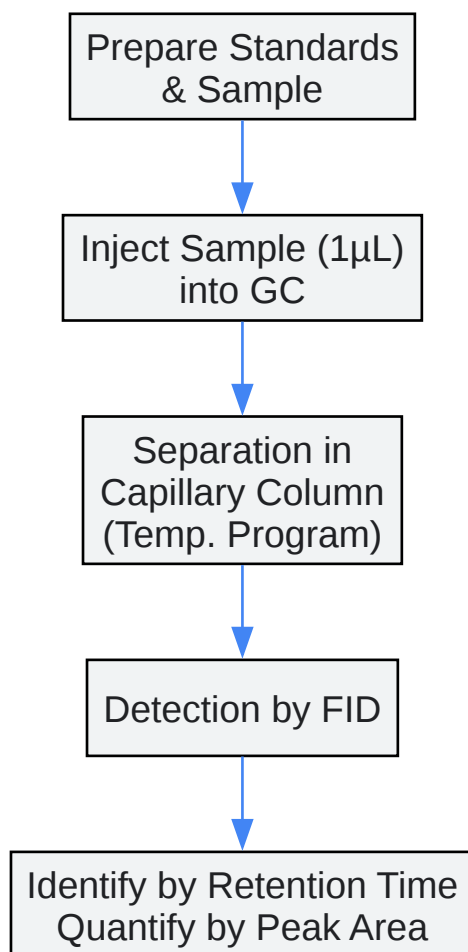 Prepare Standards
& Sample
Inject Sample (1µL)
into GC
Separation in
Capillary Column
(Temp. Program)
Detection by FID
Identify by Retention Time
Quantify by Peak Area